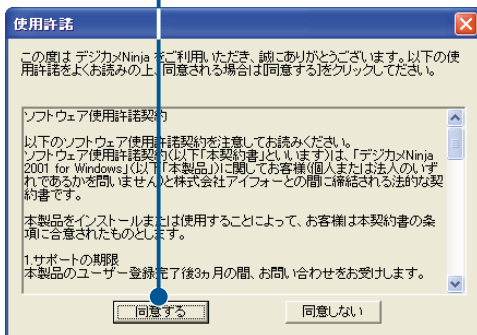 使用許諾
この度は デジカメNinja をご利用いただき、誠にありがとうございます。以下の使
用許諾をよくお読みの上、同意される場合は[同意する]をクリックしてください。
ソフトウェア使用許諾契約
以下のソフトウェア使用許諾契約を注意してお読みください。
ソフトウェア使用許諾契約(以下「本契約書」といいます)は、「デジカメNinja
2001 for Windows」(以下「本製品」)に関してお客様(個人または法人のいず
れであるかを問いません)と株式会社アイフォーとの間に締結される法的な契
約書です。
本製品をインストールまたは使用することによって、お客様は本契約書の条
項に合意されたものとします。
1.サポートの期限
本製品のユーザー登録完了後3ヵ月の間、お問い合わせをお受けします。
同意する
同意しない